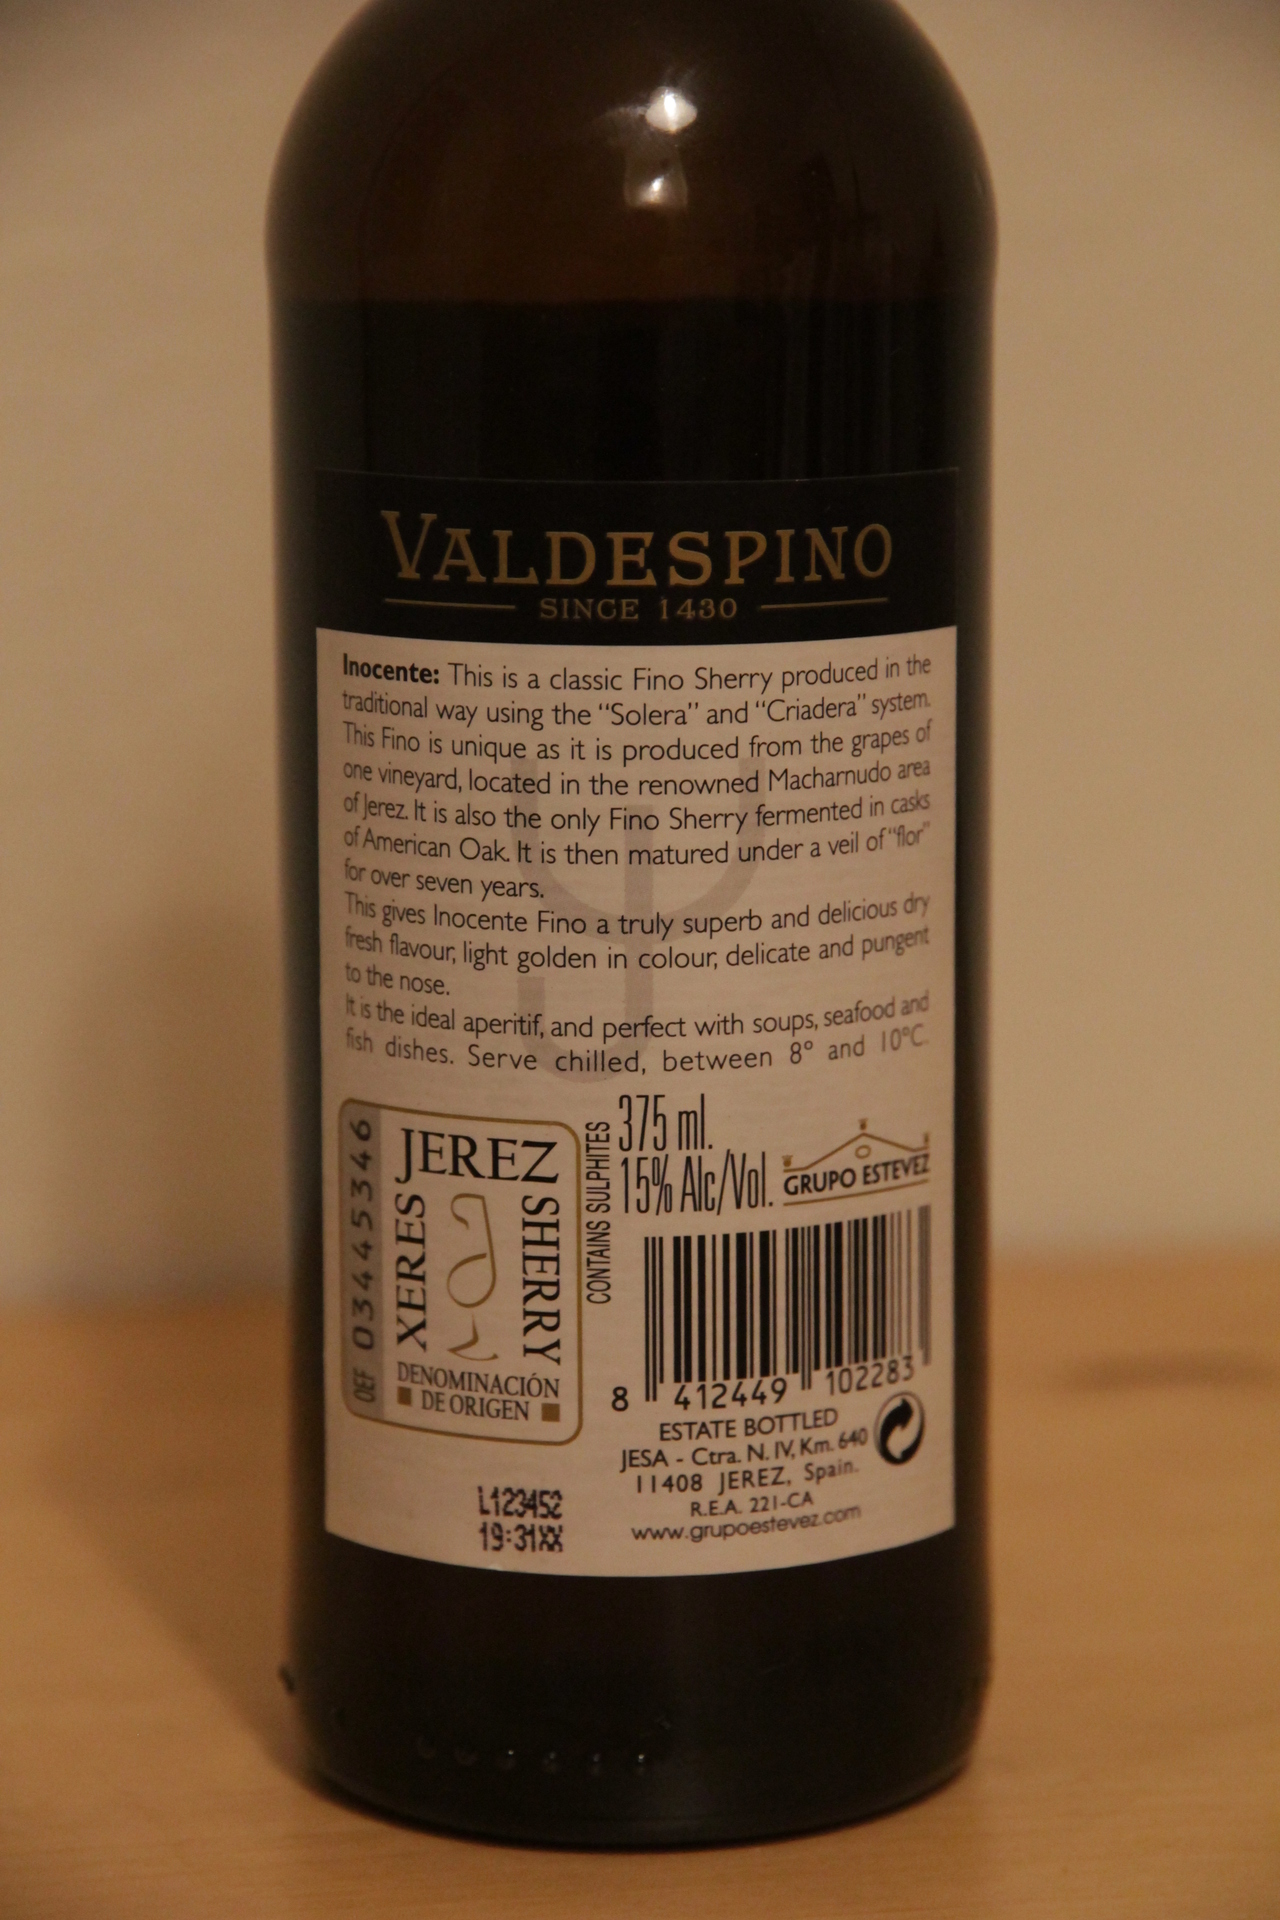 VALDESPINO
SINCE 1430
Inocente: This is a classic Fino Sherry produced in the
traditional way using the “Solera” and “Criadera” system.
This Fino is unique as it is produced from the grapes of
one vineyard, located in the renowned Macharnudo area
of Jerez. It is also the only Fino Sherry fermented in casks
of American Oak. It is then matured under a veil of “flor”
for over seven years.
This gives Inocente Fino a truly superb and delicious dry
fresh flavour, light golden in colour, delicate and pungent
to the nose.
It is the ideal aperitif, and perfect with soups, seafood and
fish dishes. Serve chilled, between 8° and 10°C.
OEF 03445346
JEREZ
XERES
SHERRY
DENOMINACIÓN
DE ORIGEN
CONTAINS SULPHITES
375 ml.
15% Alc/Vol.
GRUPO ESTEVEZ
8 412449 102283
ESTATE BOTTLED
JESA - Ctra. N. IV, Km. 640
11408 JEREZ, Spain.
R.E.A. 221-CA
www.grupoestevez.com
L123452
19:31XX